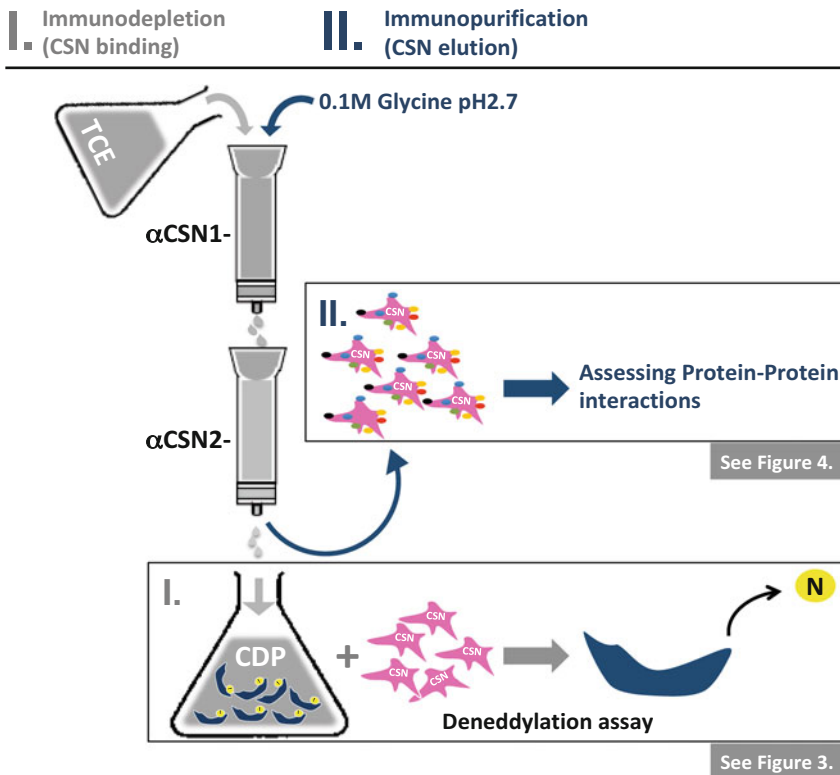 I. Immunodepletion
(CSN binding)
II. Immunopurification
(CSN elution)
TCE
0.1M Glycine pH2.7
αCSN1-
II.
CSN
CSN
CSN
CSN
CSN
CSN
Assessing Protein-Protein
interactions
αCSN2-
See Figure 4.
I.
CDP
+
CSN
CSN
CSN
CSN
CSN
N
Deneddylation assay
See Figure 3.